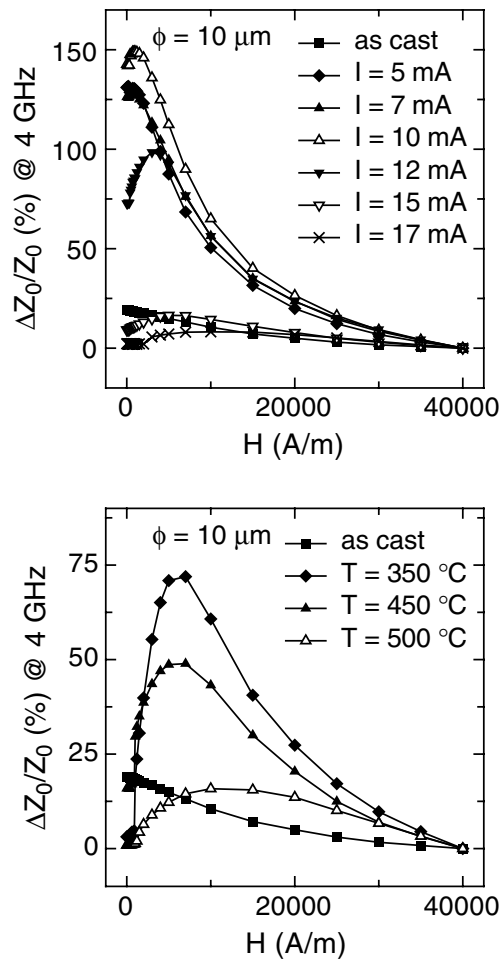 ϕ = 10 μm
as cast
I = 5 mA
I = 7 mA
I = 10 mA
I = 12 mA
I = 15 mA
I = 17 mA
150
100
50
0
ΔZ0/Z0 (%) @ 4 GHz
0 20000 40000
H (A/m)
ϕ = 10 μm
as cast
T = 350 °C
T = 450 °C
T = 500 °C
75
50
25
0
ΔZ0/Z0 (%) @ 4 GHz
0 20000 40000
H (A/m)